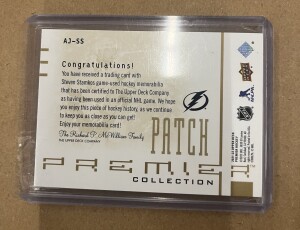 AJ-SS
Congratulations!
You have received a trading card with
Steven Stamkos game-used hockey memorabilia
that has been certified to The Upper Deck Company
as having been used in an official NHL game. We hope
you enjoy this piece of hockey history, as we continue
to keep you as close as you can get!
Enjoy your memorabilia card!
The Richard P. McWilliam Family
THE UPPER DECK COMPANY
PATCH
PREMIER
COLLECTION